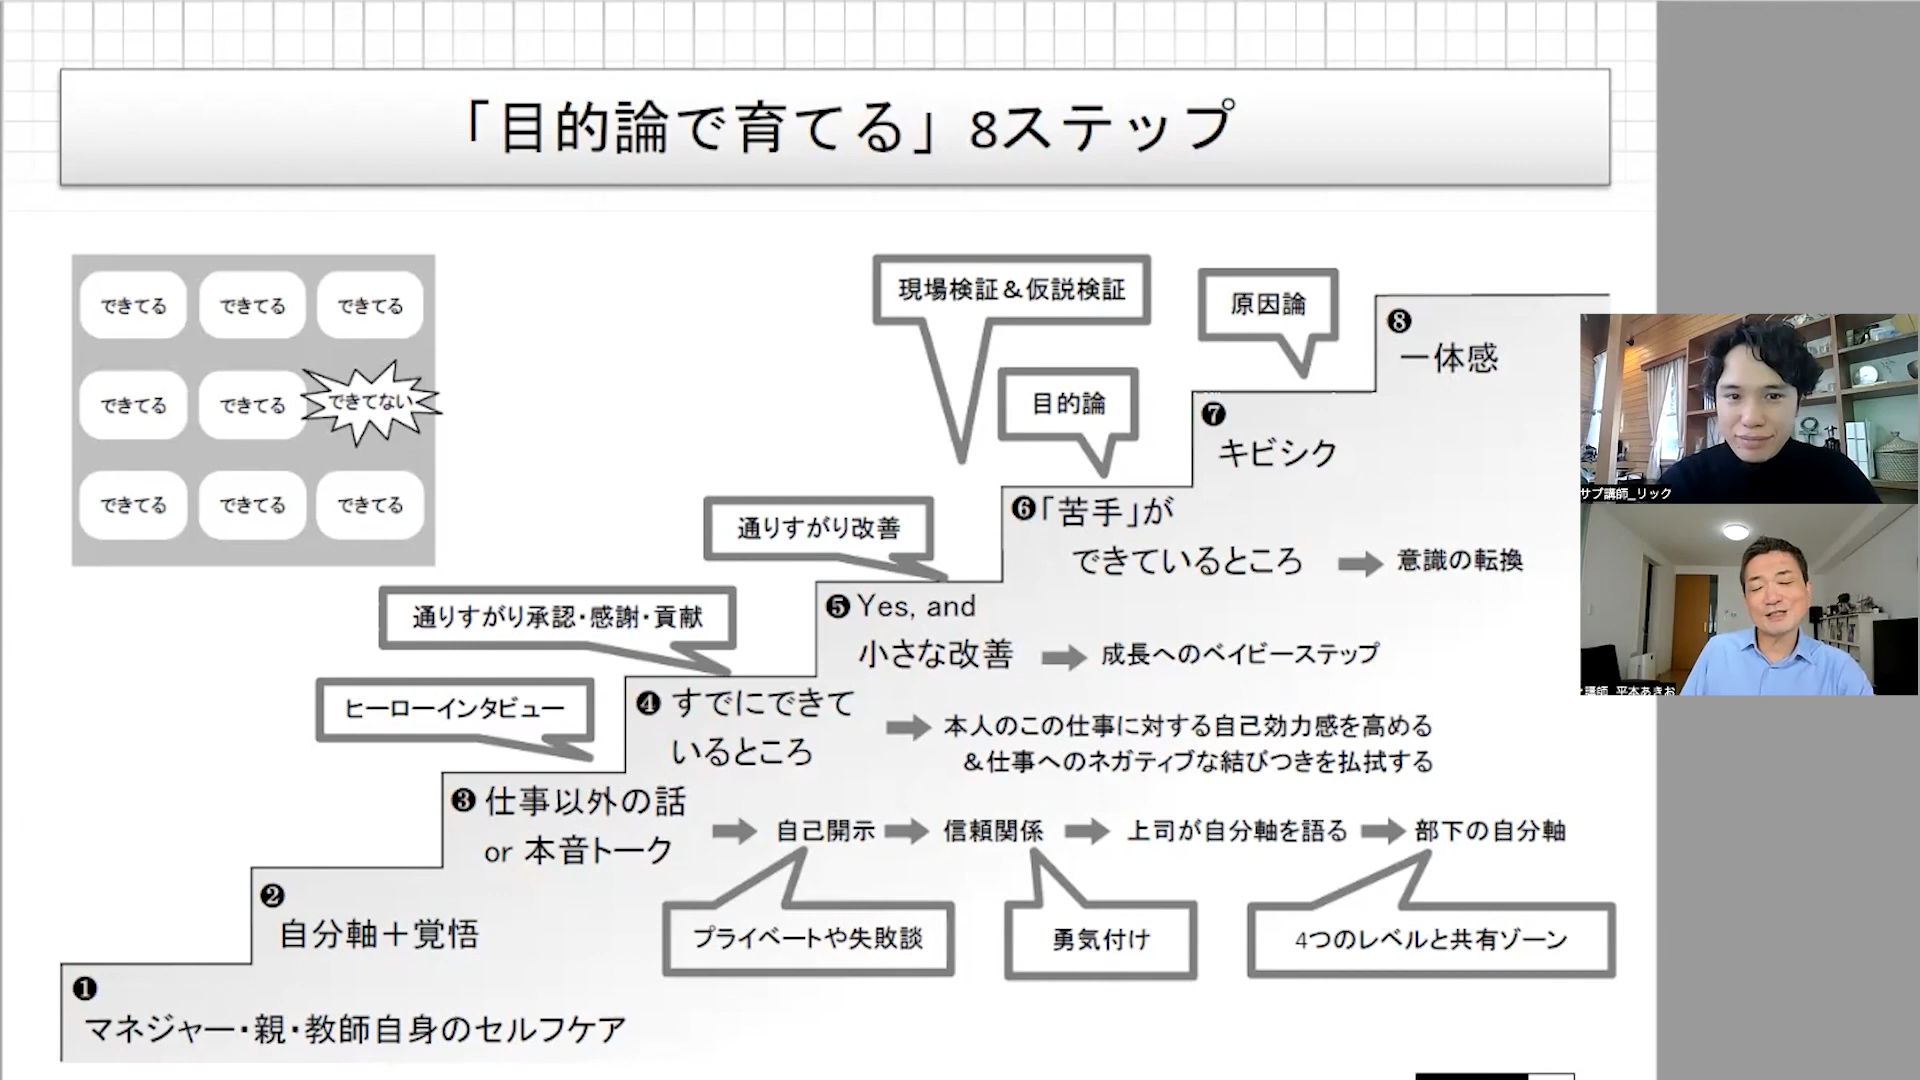 「目的論で育てる」 8ステップ
できてる
できてる
できてる
できてる
できてる
できてない
できてる
できてる
できてる
現場検証＆仮説検証
原因論
目的論
❽
一体感
❼
キビシク
❻「苦手」が
できているところ
意識の転換
通りすがり改善
❺ Yes, and
小さな改善
成長へのベイビーステップ
通りすがり承認・感謝・貢献
❹ すでにできて
いるところ
本人のこの仕事に対する自己効力感を高める
＆仕事へのネガティブな結びつきを払拭する
ヒーローインタビュー
❸ 仕事以外の話
or 本音トーク
自己開示
信頼関係
上司が自分軸を語る
部下の自分軸
プライベートや失敗談
勇気付け
4つのレベルと共有ゾーン
❷
自分軸＋覚悟
❶
マネジャー・親・教師自身のセルフケア
サブ講師_リック
講師_平本あきお